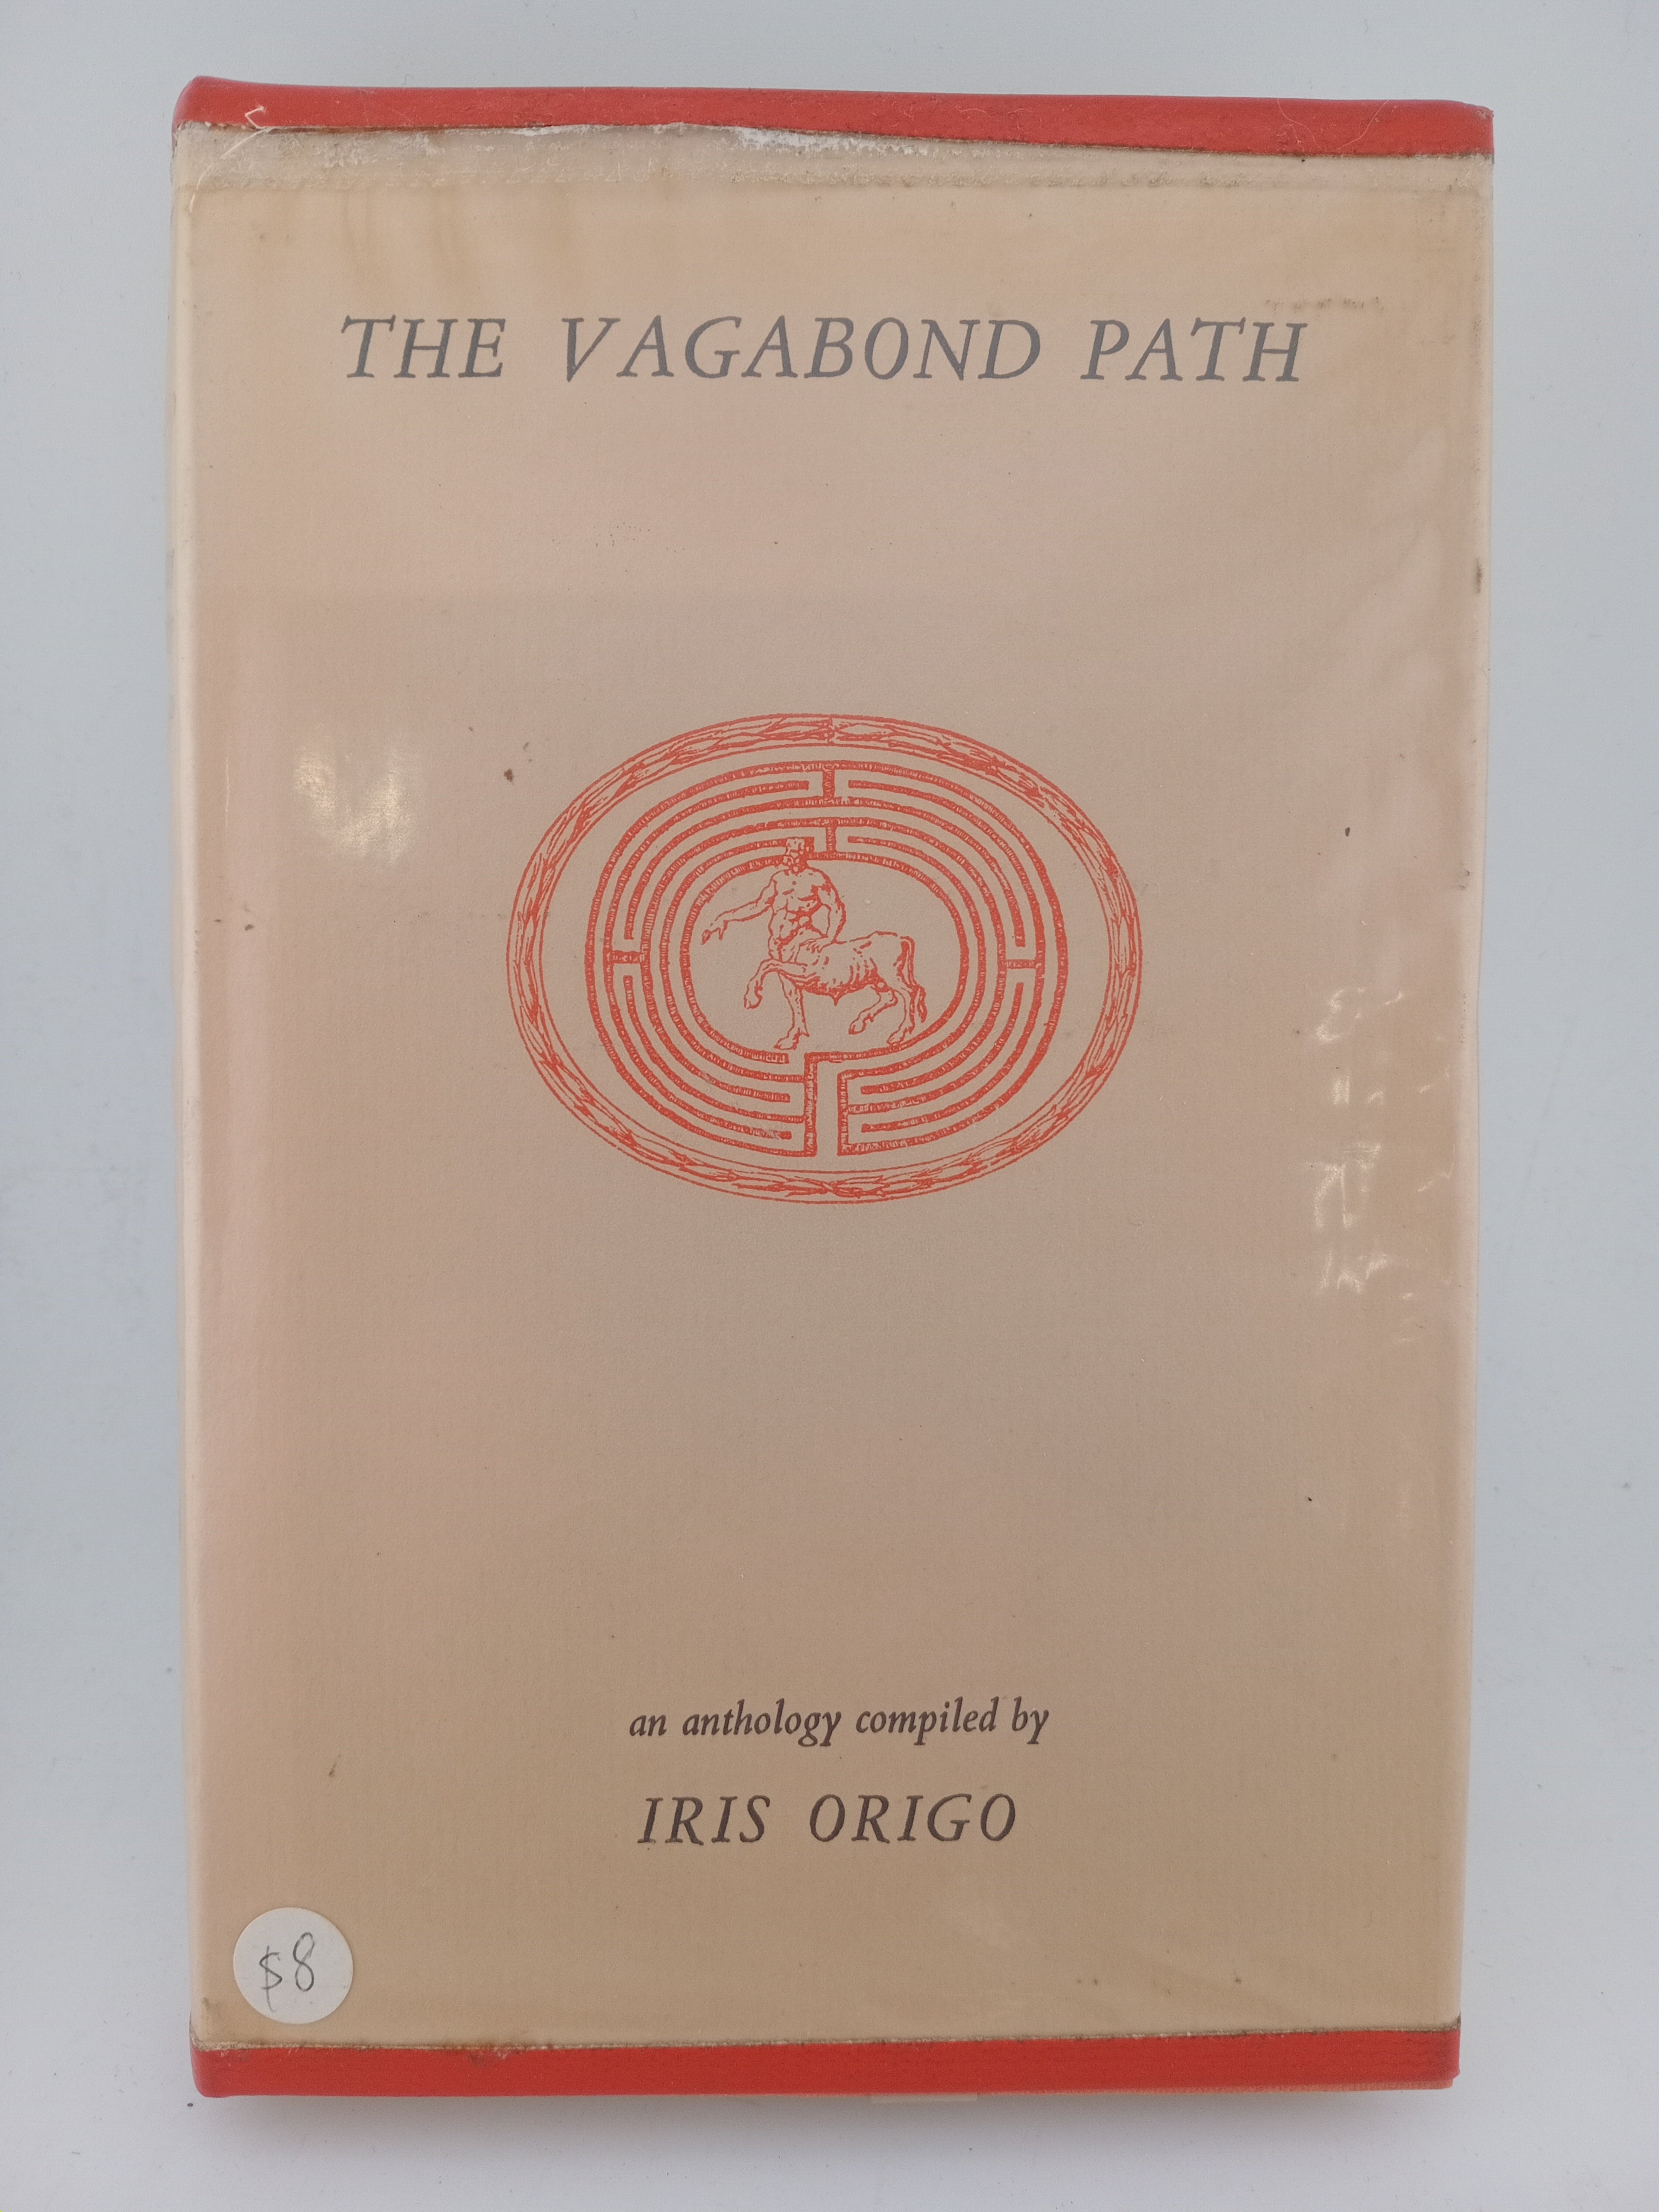 THE VAGABOND PATH
an anthology compiled by
IRIS ORIGO
$8